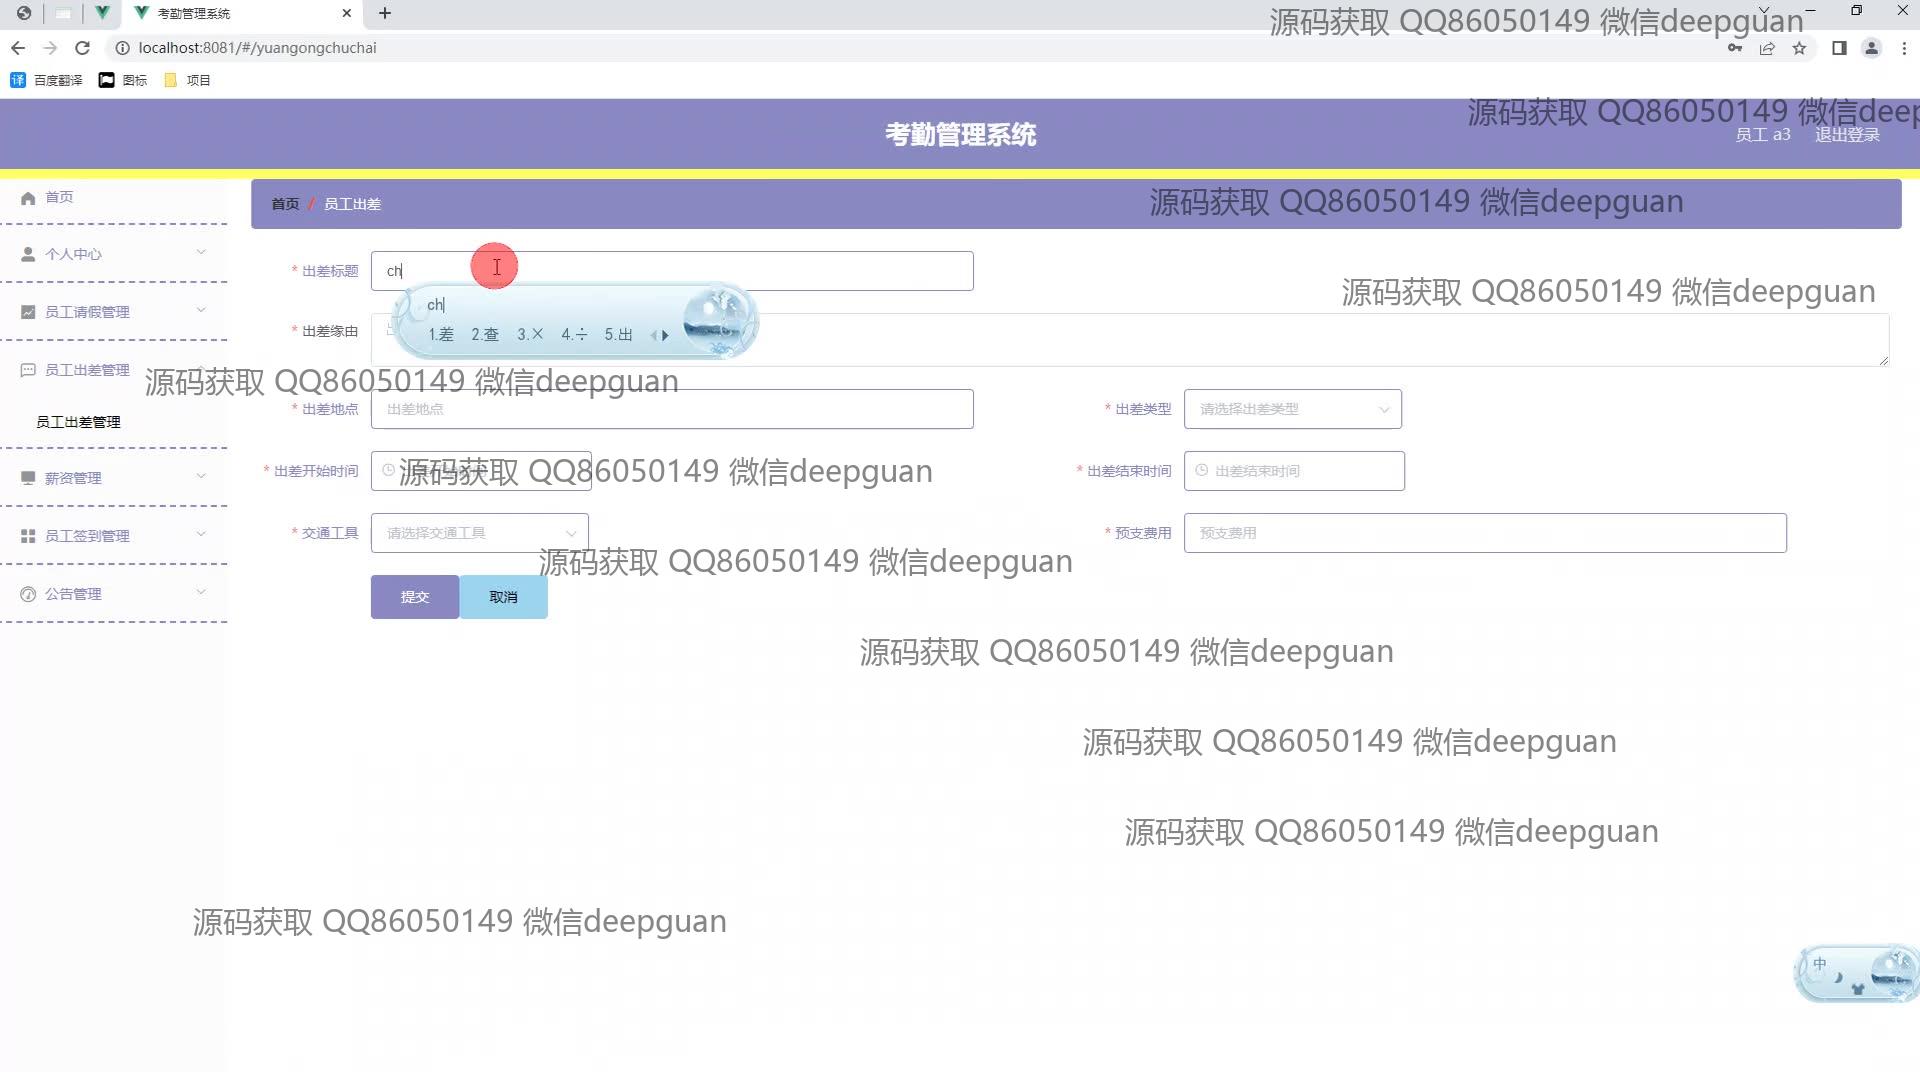 考勤管理系统
源码获取 QQ86050149 微信deepguan
localhost:8081/#/yuangongchuchai
百度翻译 图标 项目
源码获取 QQ86050149 微信deep
考勤管理系统
员工 a3 退出登录
首页
首页 / 员工出差
源码获取 QQ86050149 微信deepguan
个人中心
* 出差标题 ch
源码获取 QQ86050149 微信deepguan
ch
员工请假管理
* 出差缘由
1.差 2.查 3.× 4.÷ 5.出
员工出差管理
源码获取 QQ86050149 微信deepguan
* 出差地点 出差地点 * 出差类型 请选择出差类型
员工出差管理
薪资管理
* 出差开始时间 * 出差结束时间 出差结束时间
源码获取 QQ86050149 微信deepguan
员工签到管理
* 交通工具 请选择交通工具 * 预支费用 预支费用
源码获取 QQ86050149 微信deepguan
公告管理
提交 取消
源码获取 QQ86050149 微信deepguan
源码获取 QQ86050149 微信deepguan
源码获取 QQ86050149 微信deepguan
源码获取 QQ86050149 微信deepguan
中